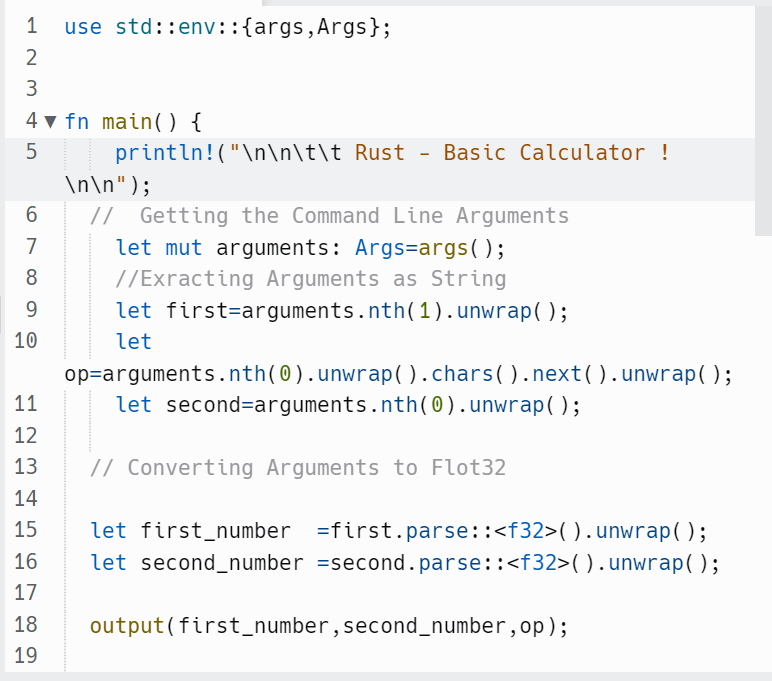 1 use std::env::{args,Args};
2
3
4 ▼ fn main() {
5 println!("\n\n\t\t Rust - Basic Calculator !
\n\n");
6 //  Getting the Command Line Arguments
7 let mut arguments: Args=args();
8 //Exracting Arguments as String
9 let first=arguments.nth(1).unwrap();
10 let
op=arguments.nth(0).unwrap().chars().next().unwrap();
11 let second=arguments.nth(0).unwrap();
12
13 // Converting Arguments to Flot32
14
15 let first_number  =first.parse::<f32>().unwrap();
16 let second_number =second.parse::<f32>().unwrap();
17
18 output(first_number,second_number,op);
19